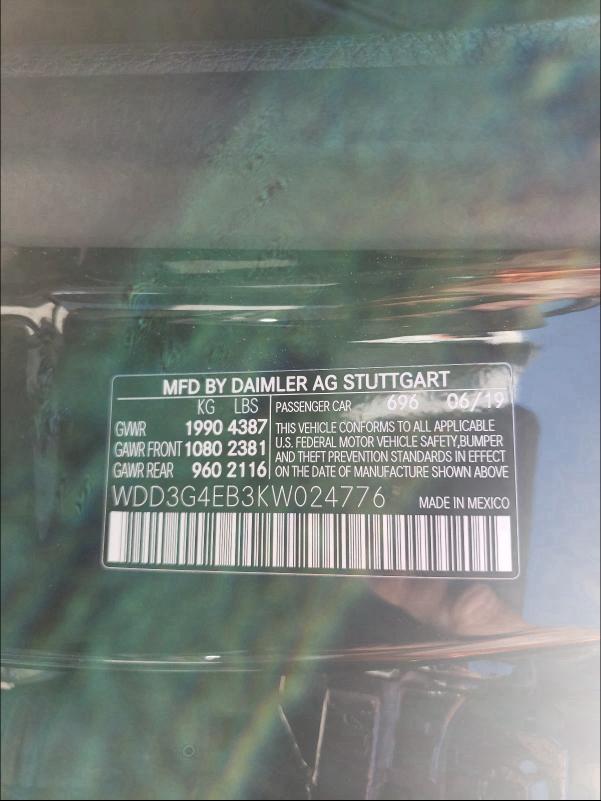 MFD BY DAIMLER AG STUTTGART
KG LBS
GVWR 1990 4387
GAWR FRONT 1080 2381
GAWR REAR 960 2116
PASSENGER CAR 696 06/19
THIS VEHICLE CONFORMS TO ALL APPLICABLE
U.S. FEDERAL MOTOR VEHICLE SAFETY,BUMPER
AND THEFT PREVENTION STANDARDS IN EFFECT
ON THE DATE OF MANUFACTURE SHOWN ABOVE
WDD3G4EB3KW024776 MADE IN MEXICO